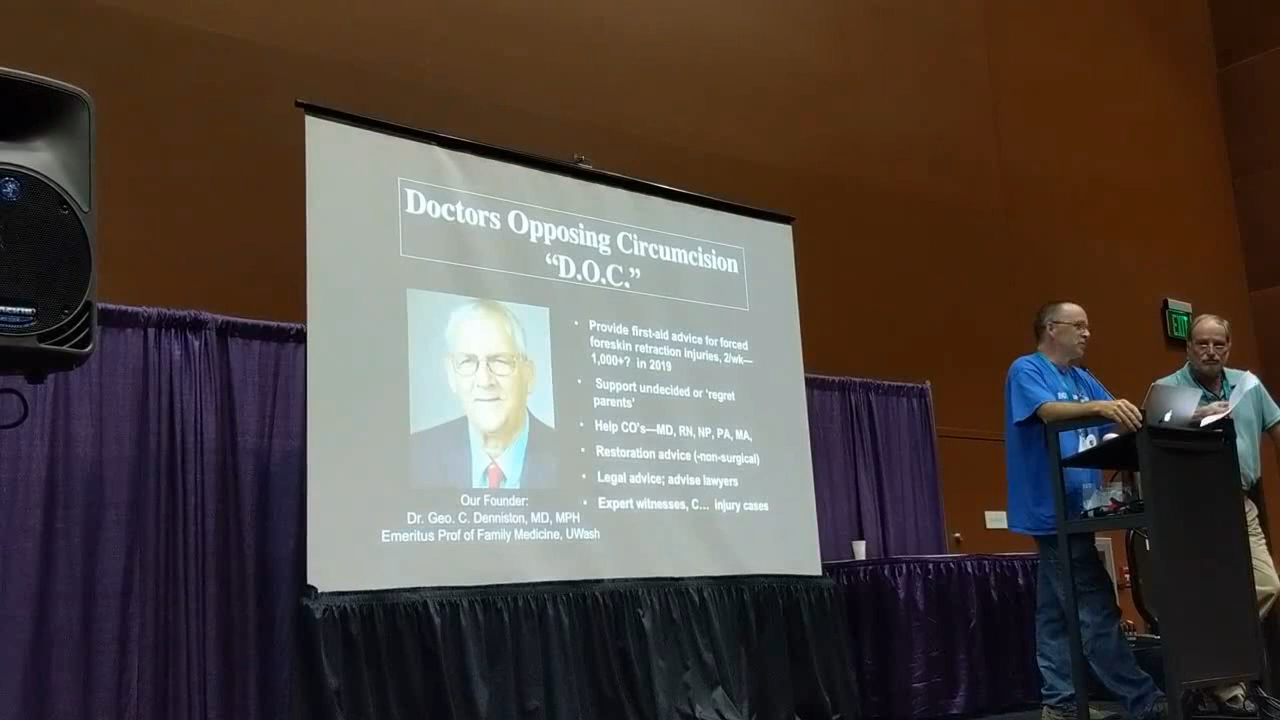 Doctors Opposing Circumcision
“D.O.C.”
• Provide first-aid advice for forced
foreskin retraction injuries, 2/wk—
1,000+? in 2019
• Support undecided or ‘regret
parents’
• Help CO’s—MD, RN, NP, PA, MA,
• Restoration advice (-non-surgical)
• Legal advice; advise lawyers
• Expert witnesses, C… injury cases
Our Founder:
Dr. Geo. C. Denniston, MD, MPH
Emeritus Prof of Family Medicine, UWash
EXIT